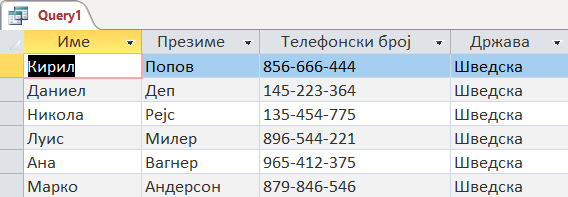 Query1
Име Презиме Телефонски број Држава
Кирил Попов 856-666-444 Шведска
Даниел Деп 145-223-364 Шведска
Никола Рејс 135-454-775 Шведска
Луис Милер 896-544-221 Шведска
Ана Вагнер 965-412-375 Шведска
Марко Андерсон 879-846-546 Шведска